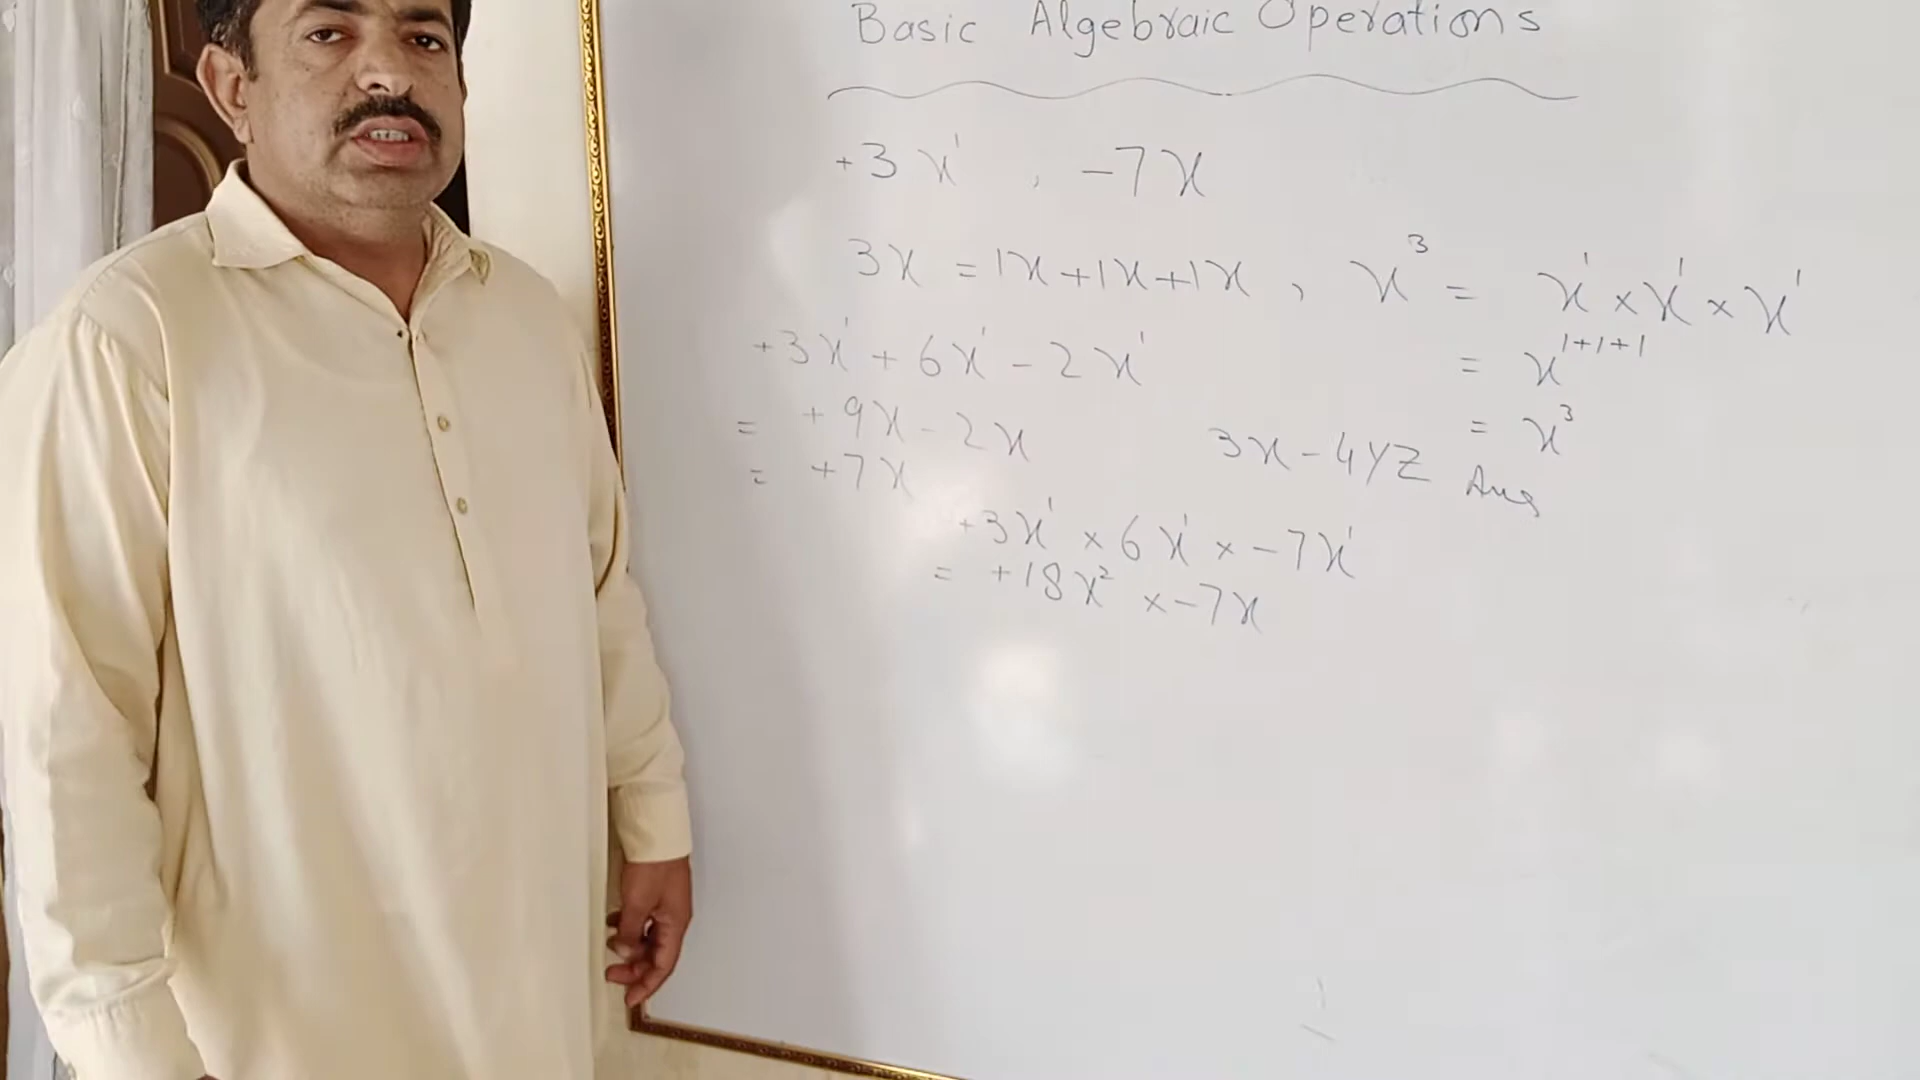 Basic Algebraic Operations
+3x¹ , -7x
3x = 1x+1x+1x , x³ = x¹ × x¹ × x¹
= x¹⁺¹⁺¹
= x³
Ans
+3x¹ + 6x¹ - 2x¹
= +9x - 2x
= +7x
3x - 4yz
+3x¹ × 6x¹ × -7x¹
= +18x² × -7x